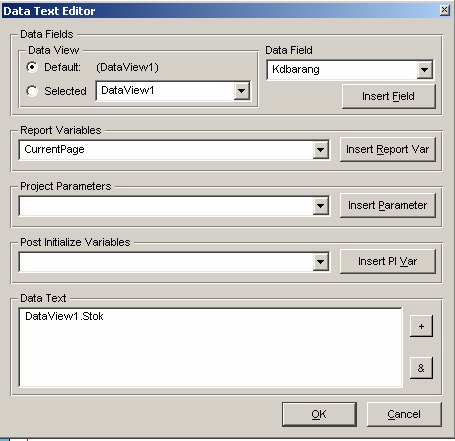 Data Text Editor
Data Fields
Data View
Default: (DataView1)
Selected DataView1
Data Field
Kdbarang
Insert Field
Report Variables
CurrentPage
Insert Report Var
Project Parameters
Insert Parameter
Post Initialize Variables
Insert PI Var
Data Text
DataView1.Stok
+
&
OK
Cancel